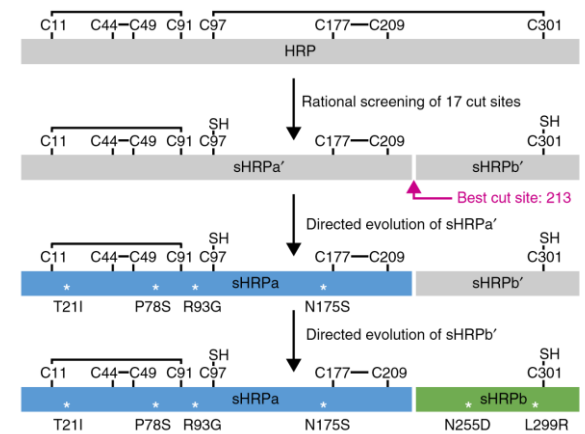 C11 C44 C49 C91 C97 C177 C209 C301
HRP
Rational screening of 17 cut sites
SH SH
C11 C44 C49 C91 C97 C177 C209 C301
sHRPa′ sHRPb′
Best cut site: 213
Directed evolution of sHRPa′
SH SH
C11 C44 C49 C91 C97 C177 C209 C301
* * * sHRPa * sHRPb′
T21I P78S R93G N175S
Directed evolution of sHRPb′
SH SH
C11 C44 C49 C91 C97 C177 C209 C301
* * * sHRPa * * sHRPb *
T21I P78S R93G N175S N255D L299R